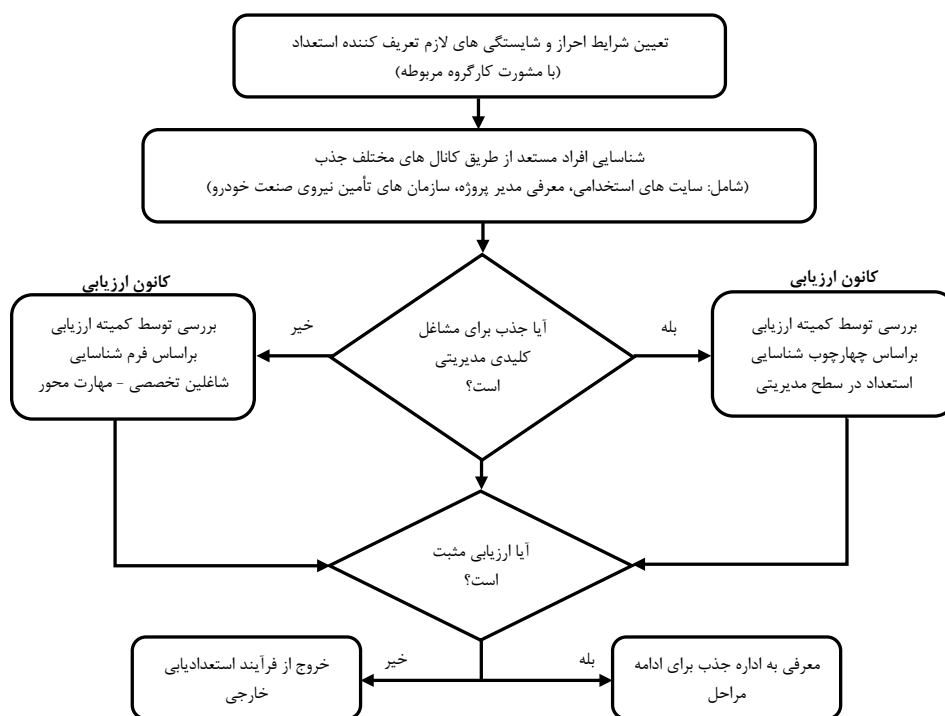 تعیین شرایط احراز و شایستگی های لازم تعریف کننده استعداد
(با مشورت کارگروه مربوطه)
شناسایی افراد مستعد از طریق کانال های مختلف جذب
(شامل: سایت های استخدامی، معرفی مدیر پروژه، سازمان های تأمین نیروی صنعت خودرو)
کانون ارزیابی
بررسی توسط کمیته ارزیابی
براساس چهارچوب شناسایی
استعداد در سطح مدیریتی
بله
آیا جذب برای مشاغل
کلیدی مدیریتی
است؟
خیر
کانون ارزیابی
بررسی توسط کمیته ارزیابی
براساس فرم شناسایی
شاغلین تخصصی - مهارت محور
آیا ارزیابی مثبت
است؟
بله
معرفی به اداره جذب برای ادامه
مراحل
خیر
خروج از فرآیند استعدادیابی
خارجی